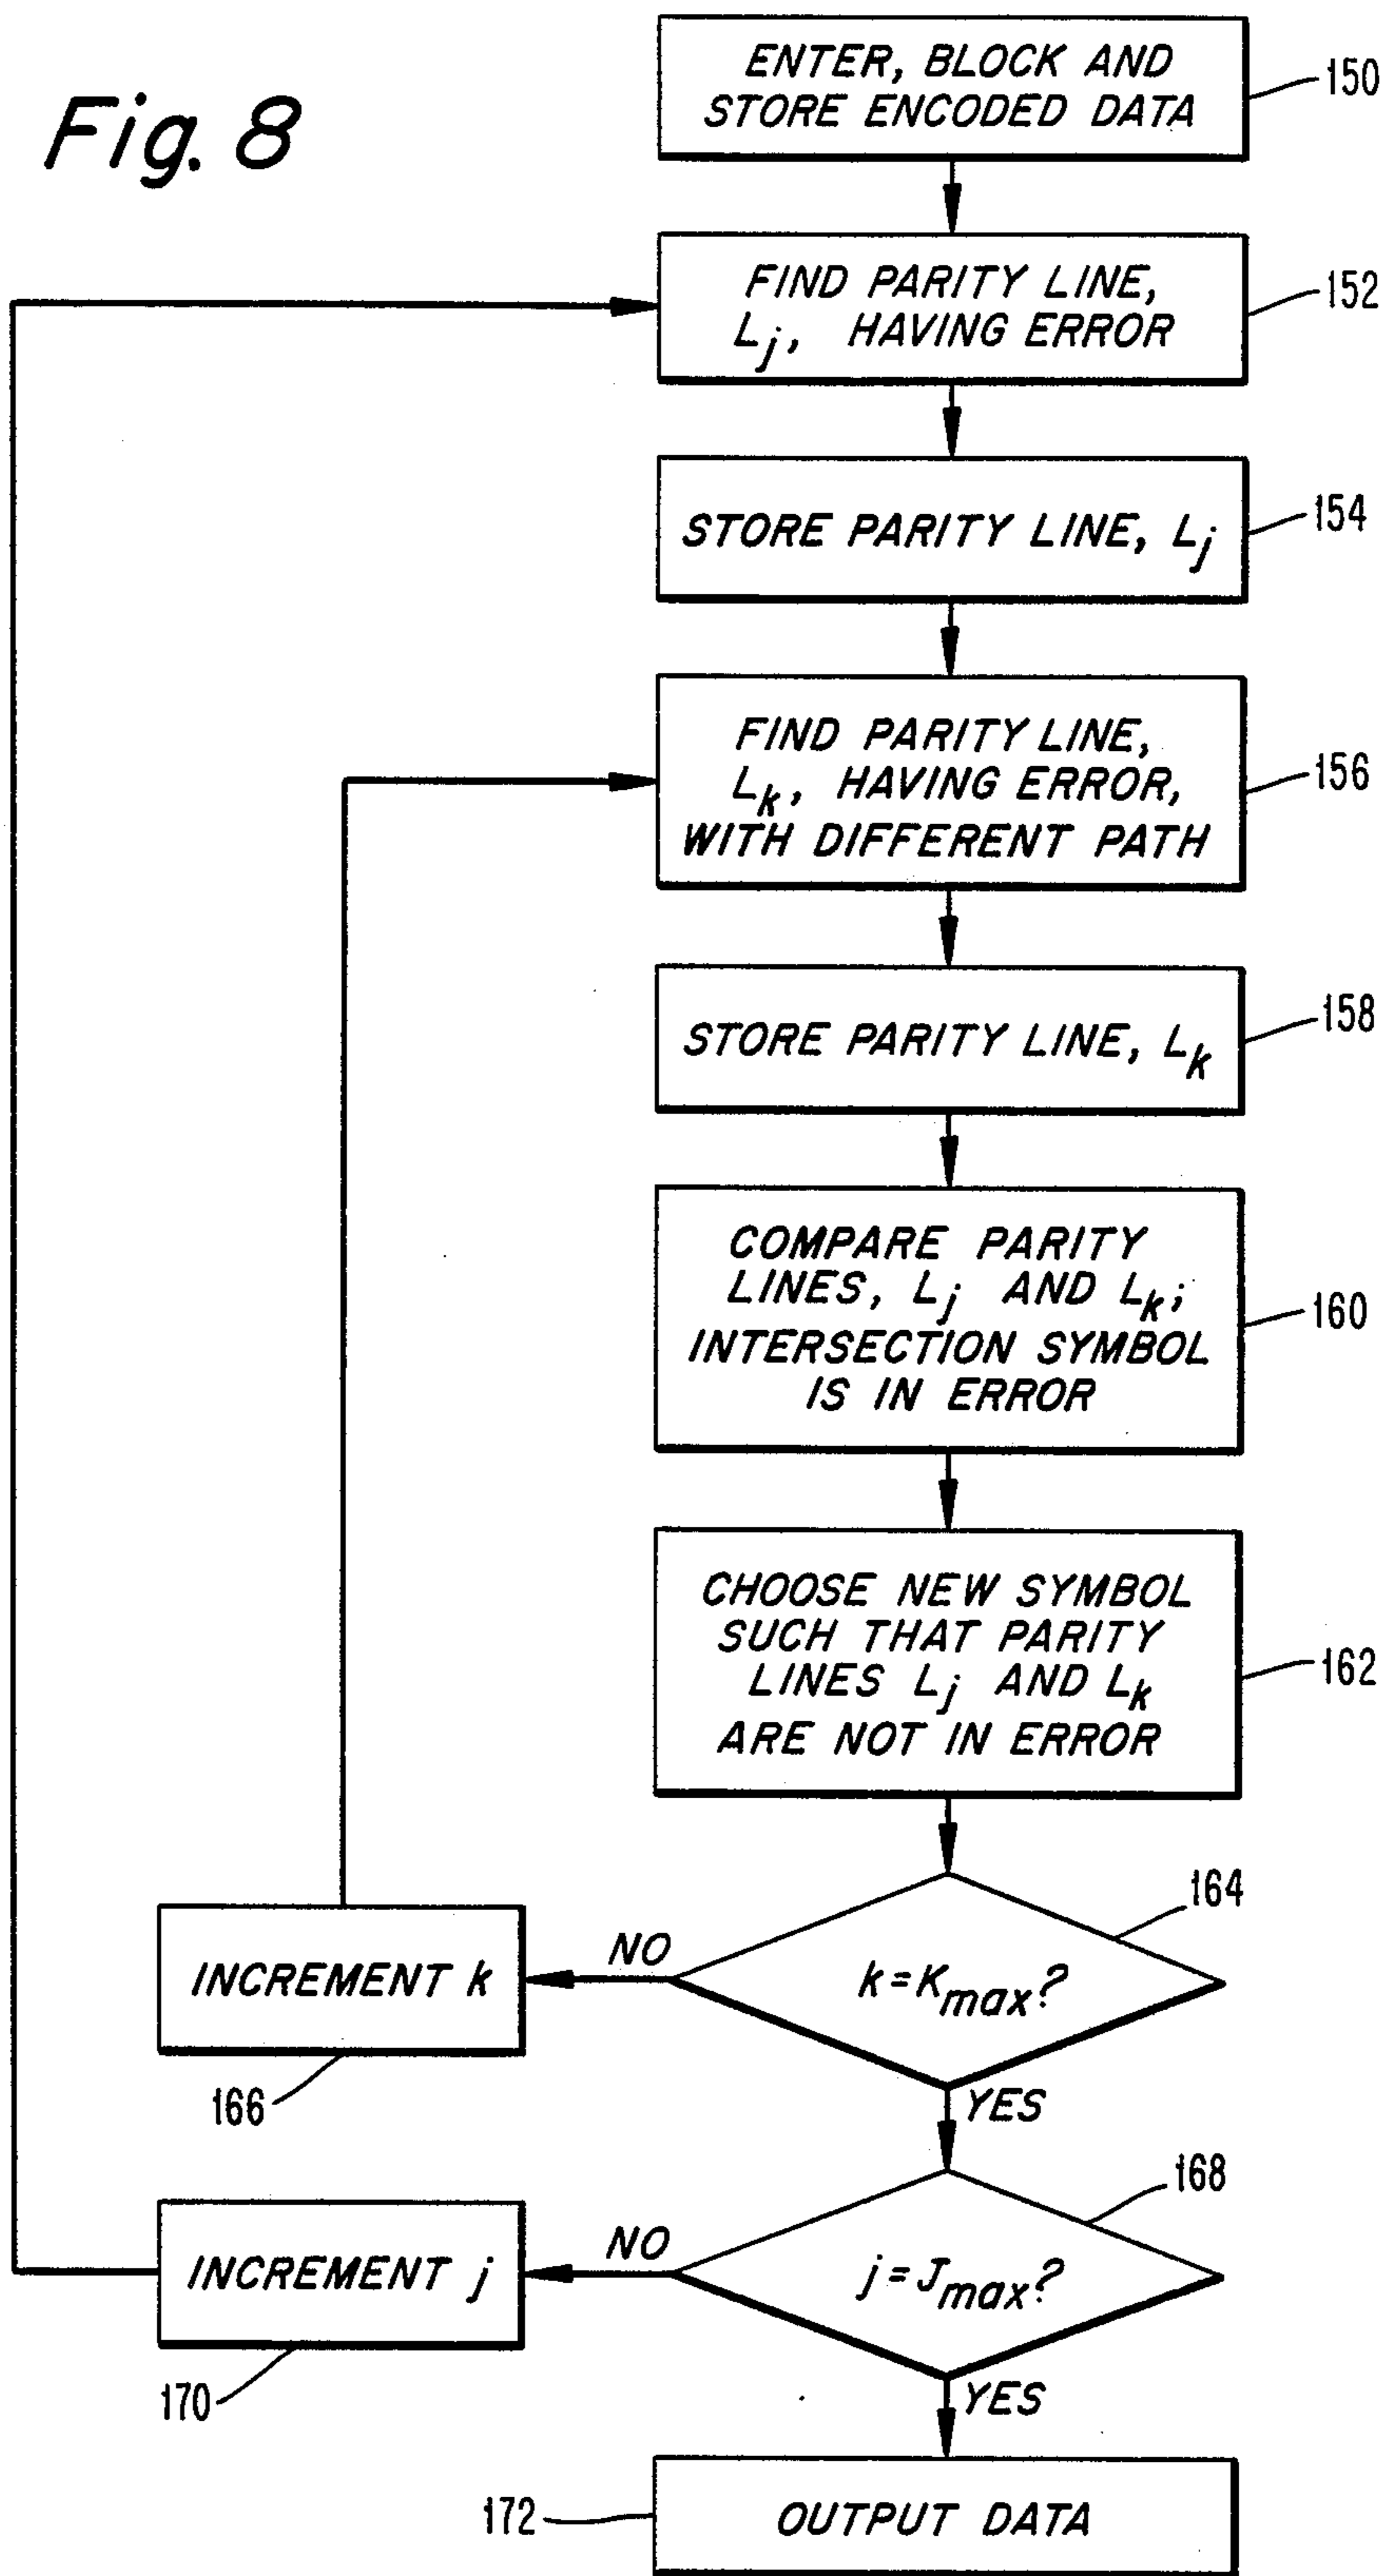 Fig. 8
ENTER, BLOCK AND
STORE ENCODED DATA
150
FIND PARITY LINE,
Lj, HAVING ERROR
152
STORE PARITY LINE, Lj
154
FIND PARITY LINE,
Lk, HAVING ERROR,
WITH DIFFERENT PATH
156
STORE PARITY LINE, Lk
158
COMPARE PARITY
LINES, Lj AND Lk;
INTERSECTION SYMBOL
IS IN ERROR
160
CHOOSE NEW SYMBOL
SUCH THAT PARITY
LINES Lj AND Lk
ARE NOT IN ERROR
162
164
k=Kmax?
NO
INCREMENT k
166
YES
168
j=Jmax?
NO
INCREMENT j
170
YES
172
OUTPUT DATA